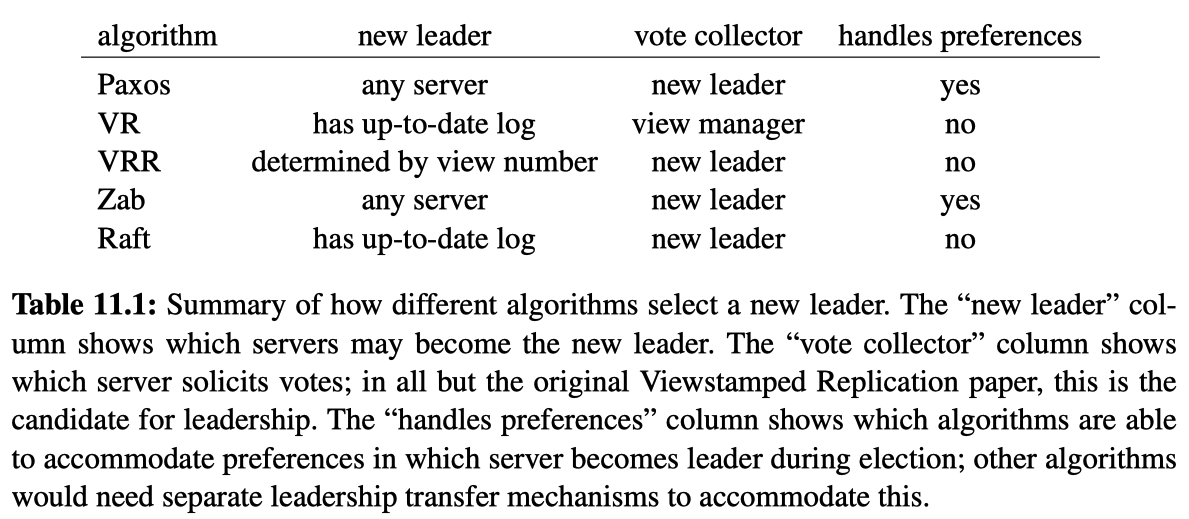 algorithm new leader vote collector handles preferences
Paxos any server new leader yes
VR has up-to-date log view manager no
VRR determined by view number new leader no
Zab any server new leader yes
Raft has up-to-date log new leader no
Table 11.1: Summary of how different algorithms select a new leader. The “new leader” col-
umn shows which servers may become the new leader. The “vote collector” column shows
which server solicits votes; in all but the original Viewstamped Replication paper, this is the
candidate for leadership. The “handles preferences” column shows which algorithms are able
to accommodate preferences in which server becomes leader during election; other algorithms
would need separate leadership transfer mechanisms to accommodate this.